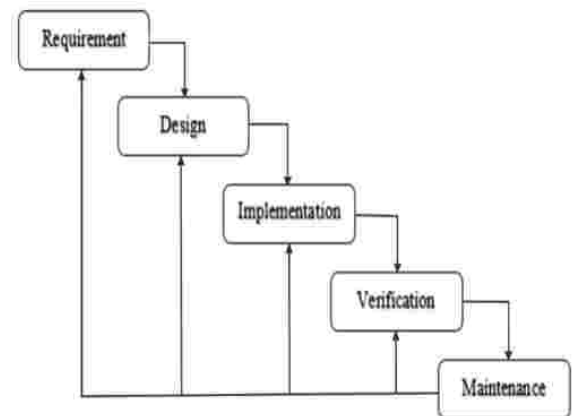 Requirement
Design
Implementation
Verification
Maintenance